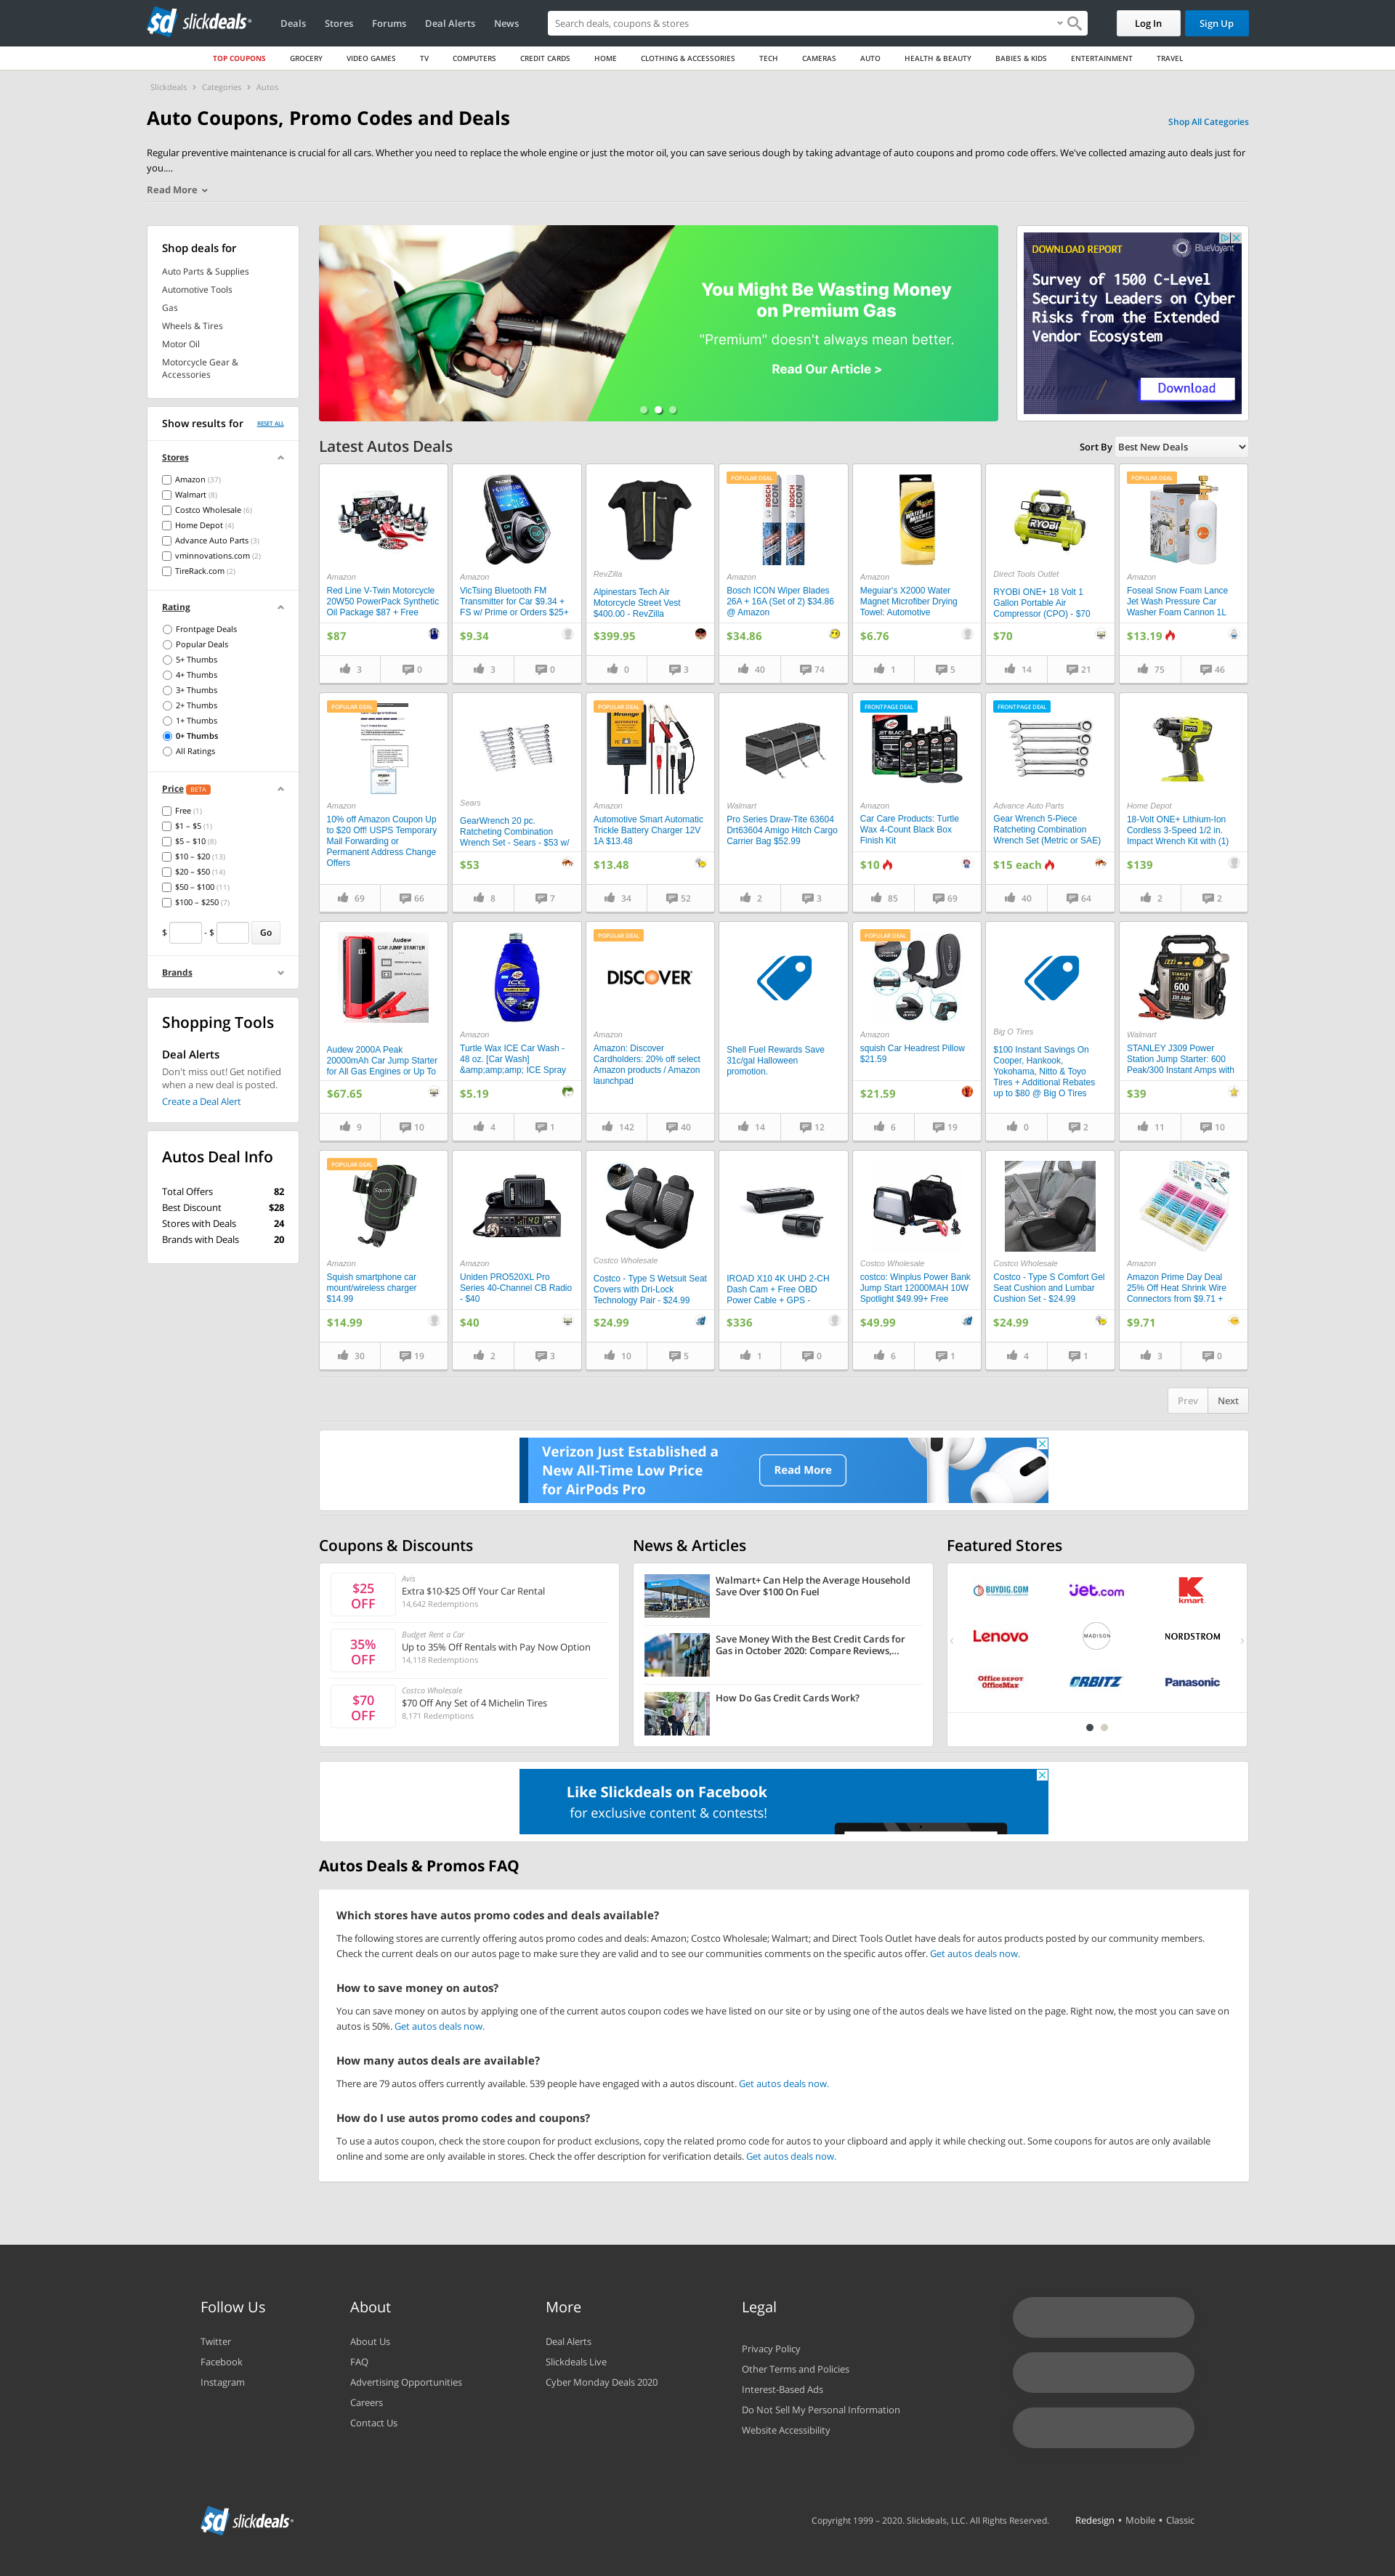 slickdeals
Deals
Stores
Forums
Deal Alerts
News
Search deals, coupons & stores
Log In
Sign Up
TOP COUPONS
GROCERY
VIDEO GAMES
TV
COMPUTERS
CREDIT CARDS
HOME
CLOTHING & ACCESSORIES
TECH
CAMERAS
AUTO
HEALTH & BEAUTY
BABIES & KIDS
ENTERTAINMENT
TRAVEL
Slickdeals › Categories › Autos
Auto Coupons, Promo Codes and Deals
Shop All Categories
Regular preventive maintenance is crucial for all cars. Whether you need to replace the whole engine or just the motor oil, you can save serious dough by taking advantage of auto coupons and promo code offers. We've collected amazing auto deals just for
you....
Read More
Shop deals for
Auto Parts & Supplies
Automotive Tools
Gas
Wheels & Tires
Motor Oil
Motorcycle Gear &
Accessories
Show results for
RESET ALL
Stores
Amazon (37)
Walmart (8)
Costco Wholesale (6)
Home Depot (4)
Advance Auto Parts (3)
vminnovations.com (2)
TireRack.com (2)
Rating
Frontpage Deals
Popular Deals
5+ Thumbs
4+ Thumbs
3+ Thumbs
2+ Thumbs
1+ Thumbs
0+ Thumbs
All Ratings
Price BETA
Free (1)
$1 – $5 (1)
$5 – $10 (8)
$10 – $20 (13)
$20 – $50 (14)
$50 – $100 (11)
$100 – $250 (7)
$ - $ Go
Brands
Shopping Tools
Deal Alerts
Don't miss out! Get notified
when a new deal is posted.
Create a Deal Alert
Autos Deal Info
Total Offers 82
Best Discount $28
Stores with Deals 24
Brands with Deals 20
You Might Be Wasting Money
on Premium Gas
"Premium" doesn't always mean better.
Read Our Article >
DOWNLOAD REPORT
BlueVoyant
Survey of 1500 C-Level
Security Leaders on Cyber
Risks from the Extended
Vendor Ecosystem
Download
Latest Autos Deals
Sort By Best New Deals
Amazon
Red Line V-Twin Motorcycle
20W50 PowerPack Synthetic
Oil Package $87 + Free
$87
3 0
Amazon
VicTsing Bluetooth FM
Transmitter for Car $9.34 +
FS w/ Prime or Orders $25+
$9.34
3 0
RevZilla
Alpinestars Tech Air
Motorcycle Street Vest
$400.00 - RevZilla
$399.95
0 3
POPULAR DEAL
BOSCH ICON
BOSCH ICON
Amazon
Bosch ICON Wiper Blades
26A + 16A (Set of 2) $34.86
@ Amazon
$34.86
40 74
Amazon
Meguiar's X2000 Water
Magnet Microfiber Drying
Towel: Automotive
$6.76
1 5
RYOBI
Direct Tools Outlet
RYOBI ONE+ 18 Volt 1
Gallon Portable Air
Compressor (CPO) - $70
$70
14 21
POPULAR DEAL
Amazon
Foseal Snow Foam Lance
Jet Wash Pressure Car
Washer Foam Cannon 1L
$13.19
75 46
POPULAR DEAL
Amazon
10% off Amazon Coupon Up
to $20 Off! USPS Temporary
Mail Forwarding or
Permanent Address Change
Offers
69 66
Sears
GearWrench 20 pc.
Ratcheting Combination
Wrench Set - Sears - $53 w/
$53
8 7
POPULAR DEAL
Amazon
Automotive Smart Automatic
Trickle Battery Charger 12V
1A $13.48
$13.48
34 52
Walmart
Pro Series Draw-Tite 63604
Drt63604 Amigo Hitch Cargo
Carrier Bag $52.99
2 3
FRONTPAGE DEAL
JET BLACK
Amazon
Car Care Products: Turtle
Wax 4-Count Black Box
Finish Kit
$10
85 69
FRONTPAGE DEAL
Advance Auto Parts
Gear Wrench 5-Piece
Ratcheting Combination
Wrench Set (Metric or SAE)
$15 each
40 64
Home Depot
18-Volt ONE+ Lithium-Ion
Cordless 3-Speed 1/2 in.
Impact Wrench Kit with (1)
$139
2 2
Audew
CAR JUMP STARTER
Audew 2000A Peak
20000mAh Car Jump Starter
for All Gas Engines or Up To
$67.65
9 10
ICE
Amazon
Turtle Wax ICE Car Wash -
48 oz. [Car Wash]
&amp;amp;amp; ICE Spray
$5.19
4 1
POPULAR DEAL
DISCOVER
Amazon
Amazon: Discover
Cardholders: 20% off select
Amazon products / Amazon
launchpad
142 40
Shell Fuel Rewards Save
31c/gal Halloween
promotion.
14 12
POPULAR DEAL
Amazon
squish Car Headrest Pillow
$21.59
$21.59
6 19
Big O Tires
$100 Instant Savings On
Cooper, Hankook,
Yokohama, Nitto & Toyo
Tires + Additional Rebates
up to $80 @ Big O Tires
0 2
600
Walmart
STANLEY J309 Power
Station Jump Starter: 600
Peak/300 Instant Amps with
$39
11 10
POPULAR DEAL
Amazon
Squish smartphone car
mount/wireless charger
$14.99
$14.99
30 19
Amazon
Uniden PRO520XL Pro
Series 40-Channel CB Radio
- $40
$40
2 3
Costco Wholesale
Costco - Type S Wetsuit Seat
Covers with Dri-Lock
Technology Pair - $24.99
$24.99
10 5
IROAD X10 4K UHD 2-CH
Dash Cam + Free OBD
Power Cable + GPS -
$336
1 0
Costco Wholesale
costco: Winplus Power Bank
Jump Start 12000MAH 10W
Spotlight $49.99+ Free
$49.99
6 1
Costco Wholesale
Costco - Type S Comfort Gel
Seat Cushion and Lumbar
Cushion Set - $24.99
$24.99
4 1
Amazon
Amazon Prime Day Deal
25% Off Heat Shrink Wire
Connectors from $9.71 +
$9.71
3 0
Prev Next
Verizon Just Established a
New All-Time Low Price
for AirPods Pro
Read More
Coupons & Discounts
$25
OFF
Avis
Extra $10-$25 Off Your Car Rental
14,642 Redemptions
35%
OFF
Budget Rent a Car
Up to 35% Off Rentals with Pay Now Option
14,118 Redemptions
$70
OFF
Costco Wholesale
$70 Off Any Set of 4 Michelin Tires
8,171 Redemptions
News & Articles
Walmart+ Can Help the Average Household
Save Over $100 On Fuel
Save Money With the Best Credit Cards for
Gas in October 2020: Compare Reviews,...
How Do Gas Credit Cards Work?
Featured Stores
BUYDIG.COM
jet.com
kmart
Lenovo
MADISON
NORDSTROM
Office DEPOT
OfficeMax
ORBITZ
Panasonic
Like Slickdeals on Facebook
for exclusive content & contests!
Autos Deals & Promos FAQ
Which stores have autos promo codes and deals available?
The following stores are currently offering autos promo codes and deals: Amazon; Costco Wholesale; Walmart; and Direct Tools Outlet have deals for autos products posted by our community members.
Check the current deals on our autos page to make sure they are valid and to see our communities comments on the specific autos offer. Get autos deals now.
How to save money on autos?
You can save money on autos by applying one of the current autos coupon codes we have listed on our site or by using one of the autos deals we have listed on the page. Right now, the most you can save on
autos is 50%. Get autos deals now.
How many autos deals are available?
There are 79 autos offers currently available. 539 people have engaged with a autos discount. Get autos deals now.
How do I use autos promo codes and coupons?
To use a autos coupon, check the store coupon for product exclusions, copy the related promo code for autos to your clipboard and apply it while checking out. Some coupons for autos are only available
online and some are only available in stores. Check the offer description for verification details. Get autos deals now.
Follow Us
Twitter
Facebook
Instagram
About
About Us
FAQ
Advertising Opportunities
Careers
Contact Us
More
Deal Alerts
Slickdeals Live
Cyber Monday Deals 2020
Legal
Privacy Policy
Other Terms and Policies
Interest-Based Ads
Do Not Sell My Personal Information
Website Accessibility
slickdeals
Copyright 1999 – 2020. Slickdeals, LLC. All Rights Reserved.
Redesign • Mobile • Classic